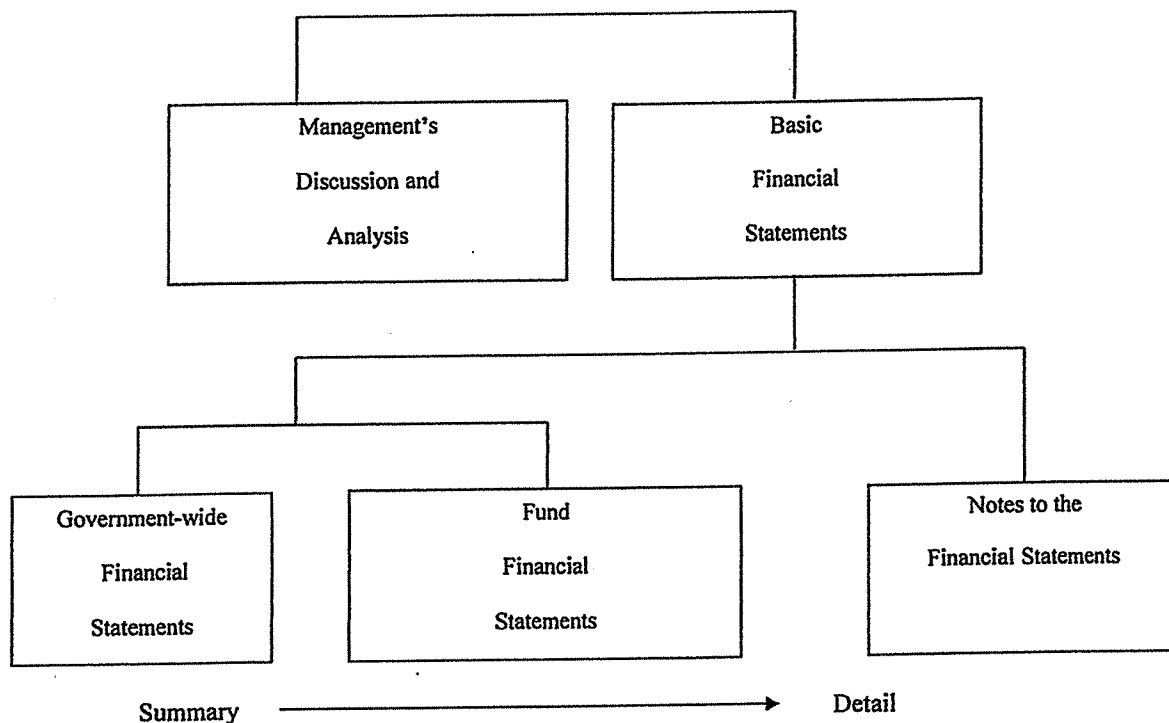 Management's
Discussion and
Analysis
Basic
Financial
Statements
Government-wide
Financial
Statements
Fund
Financial
Statements
Notes to the
Financial Statements
Summary
Detail